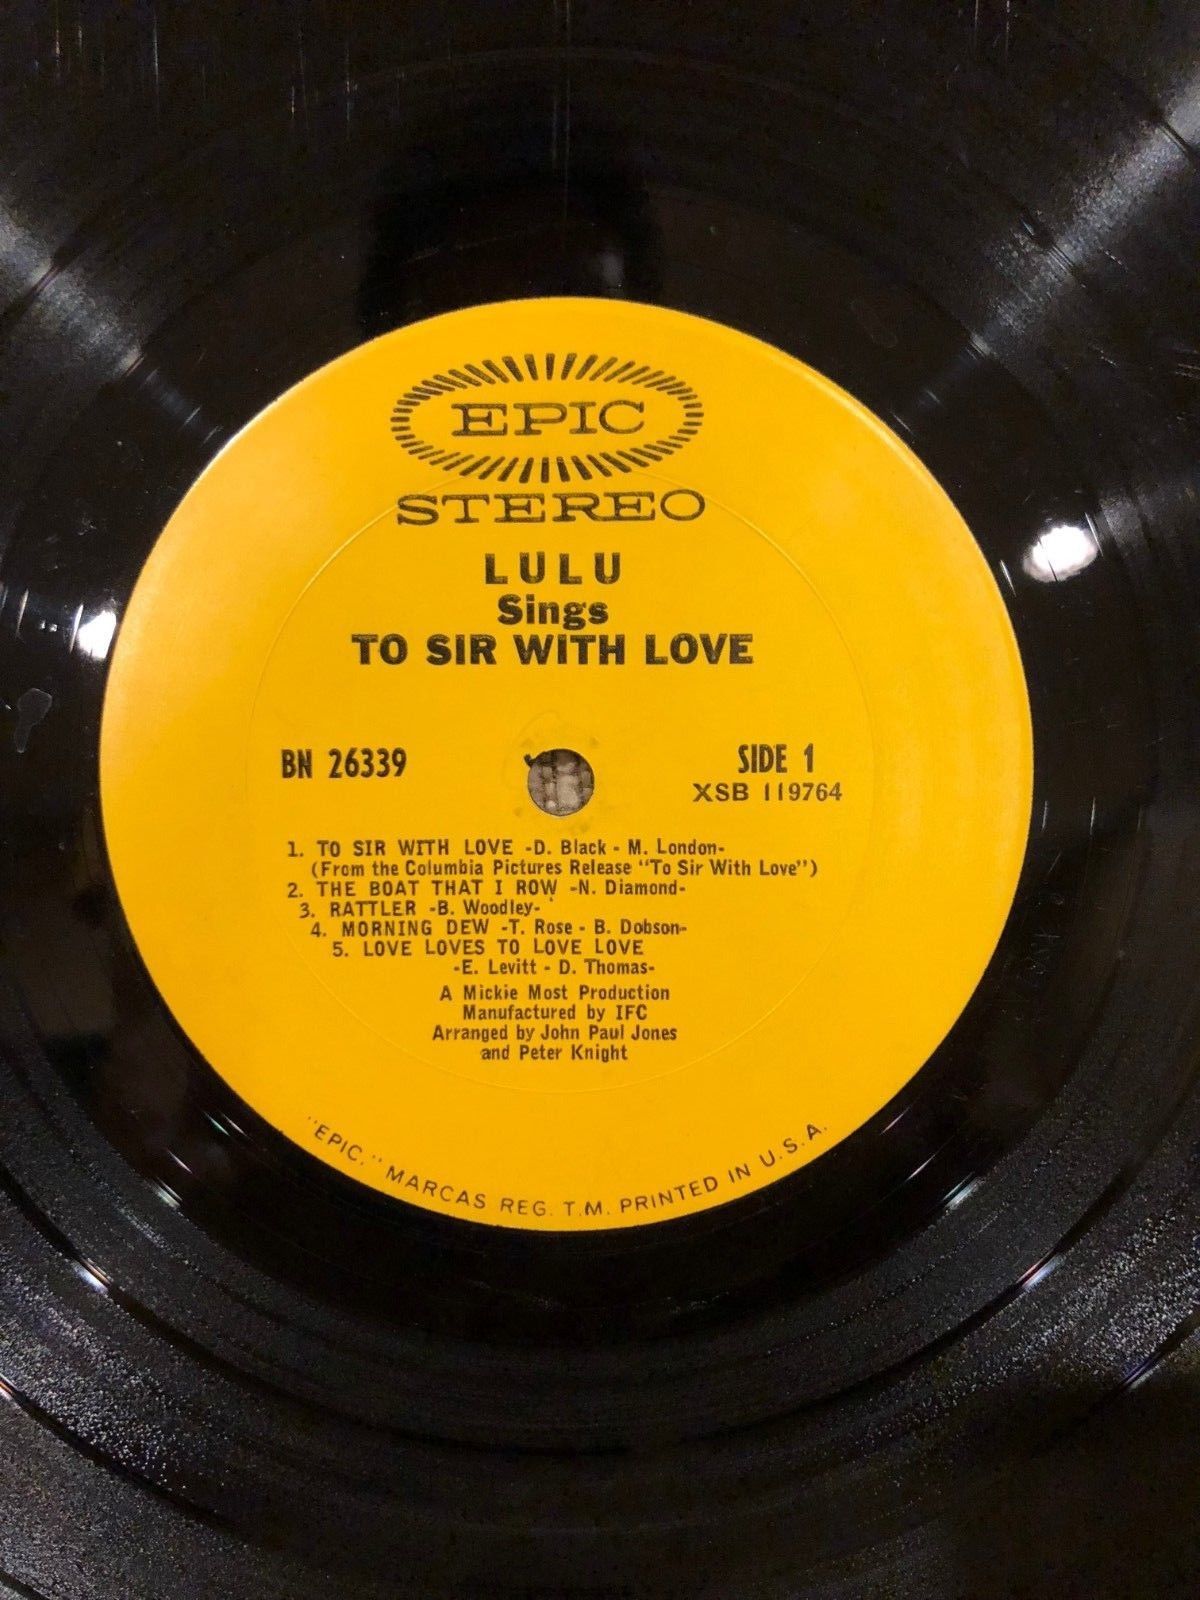 EPIC
STEREO
LULU
Sings
TO SIR WITH LOVE
BN 26339
SIDE 1
XSB 119764
1. TO SIR WITH LOVE -D. Black - M. London-
(From the Columbia Pictures Release "To Sir With Love")
2. THE BOAT THAT I ROW -N. Diamond-
3. RATTLER -B. Woodley-
4. MORNING DEW -T. Rose - B. Dobson-
5. LOVE LOVES TO LOVE LOVE
-E. Levitt - D. Thomas-
A Mickie Most Production
Manufactured by IFC
Arranged by John Paul Jones
and Peter Knight
"EPIC," MARCAS REG. T.M. PRINTED IN U.S.A.